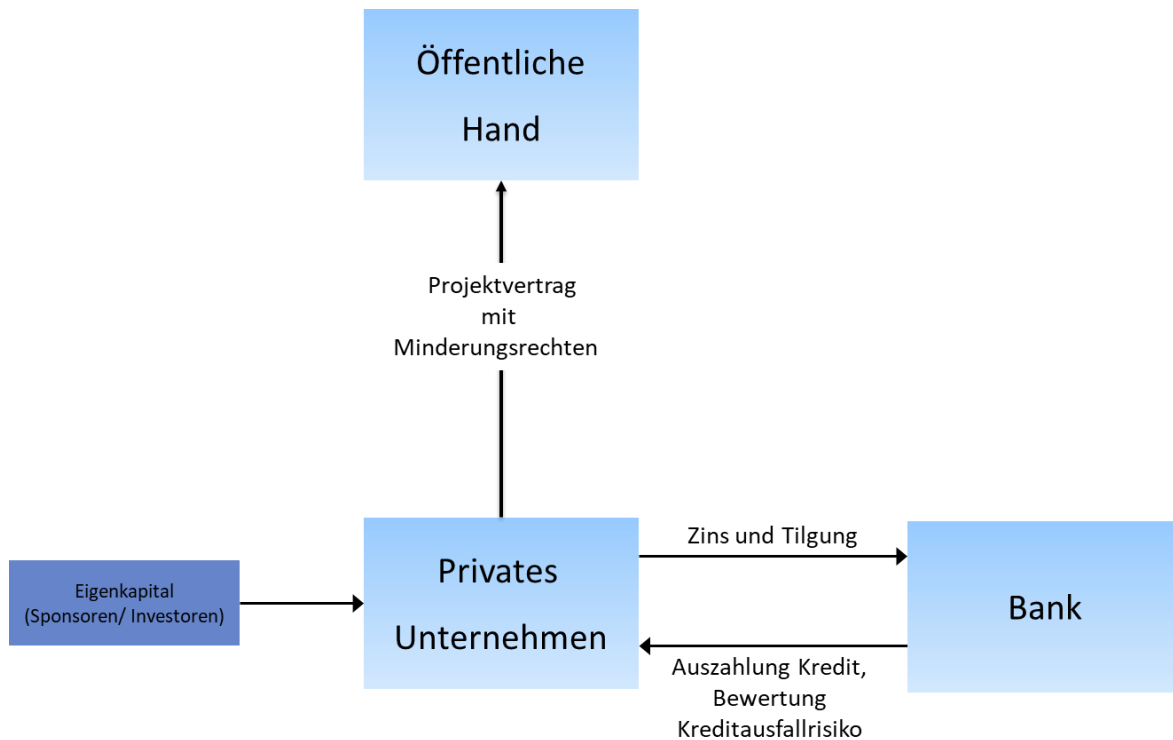 Öffentliche
Hand
Projektvertrag
mit
Minderungsrechten
Zins und Tilgung
Eigenkapital
(Sponsoren/ Investoren)
Privates
Unternehmen
Bank
Auszahlung Kredit,
Bewertung
Kreditausfallrisiko